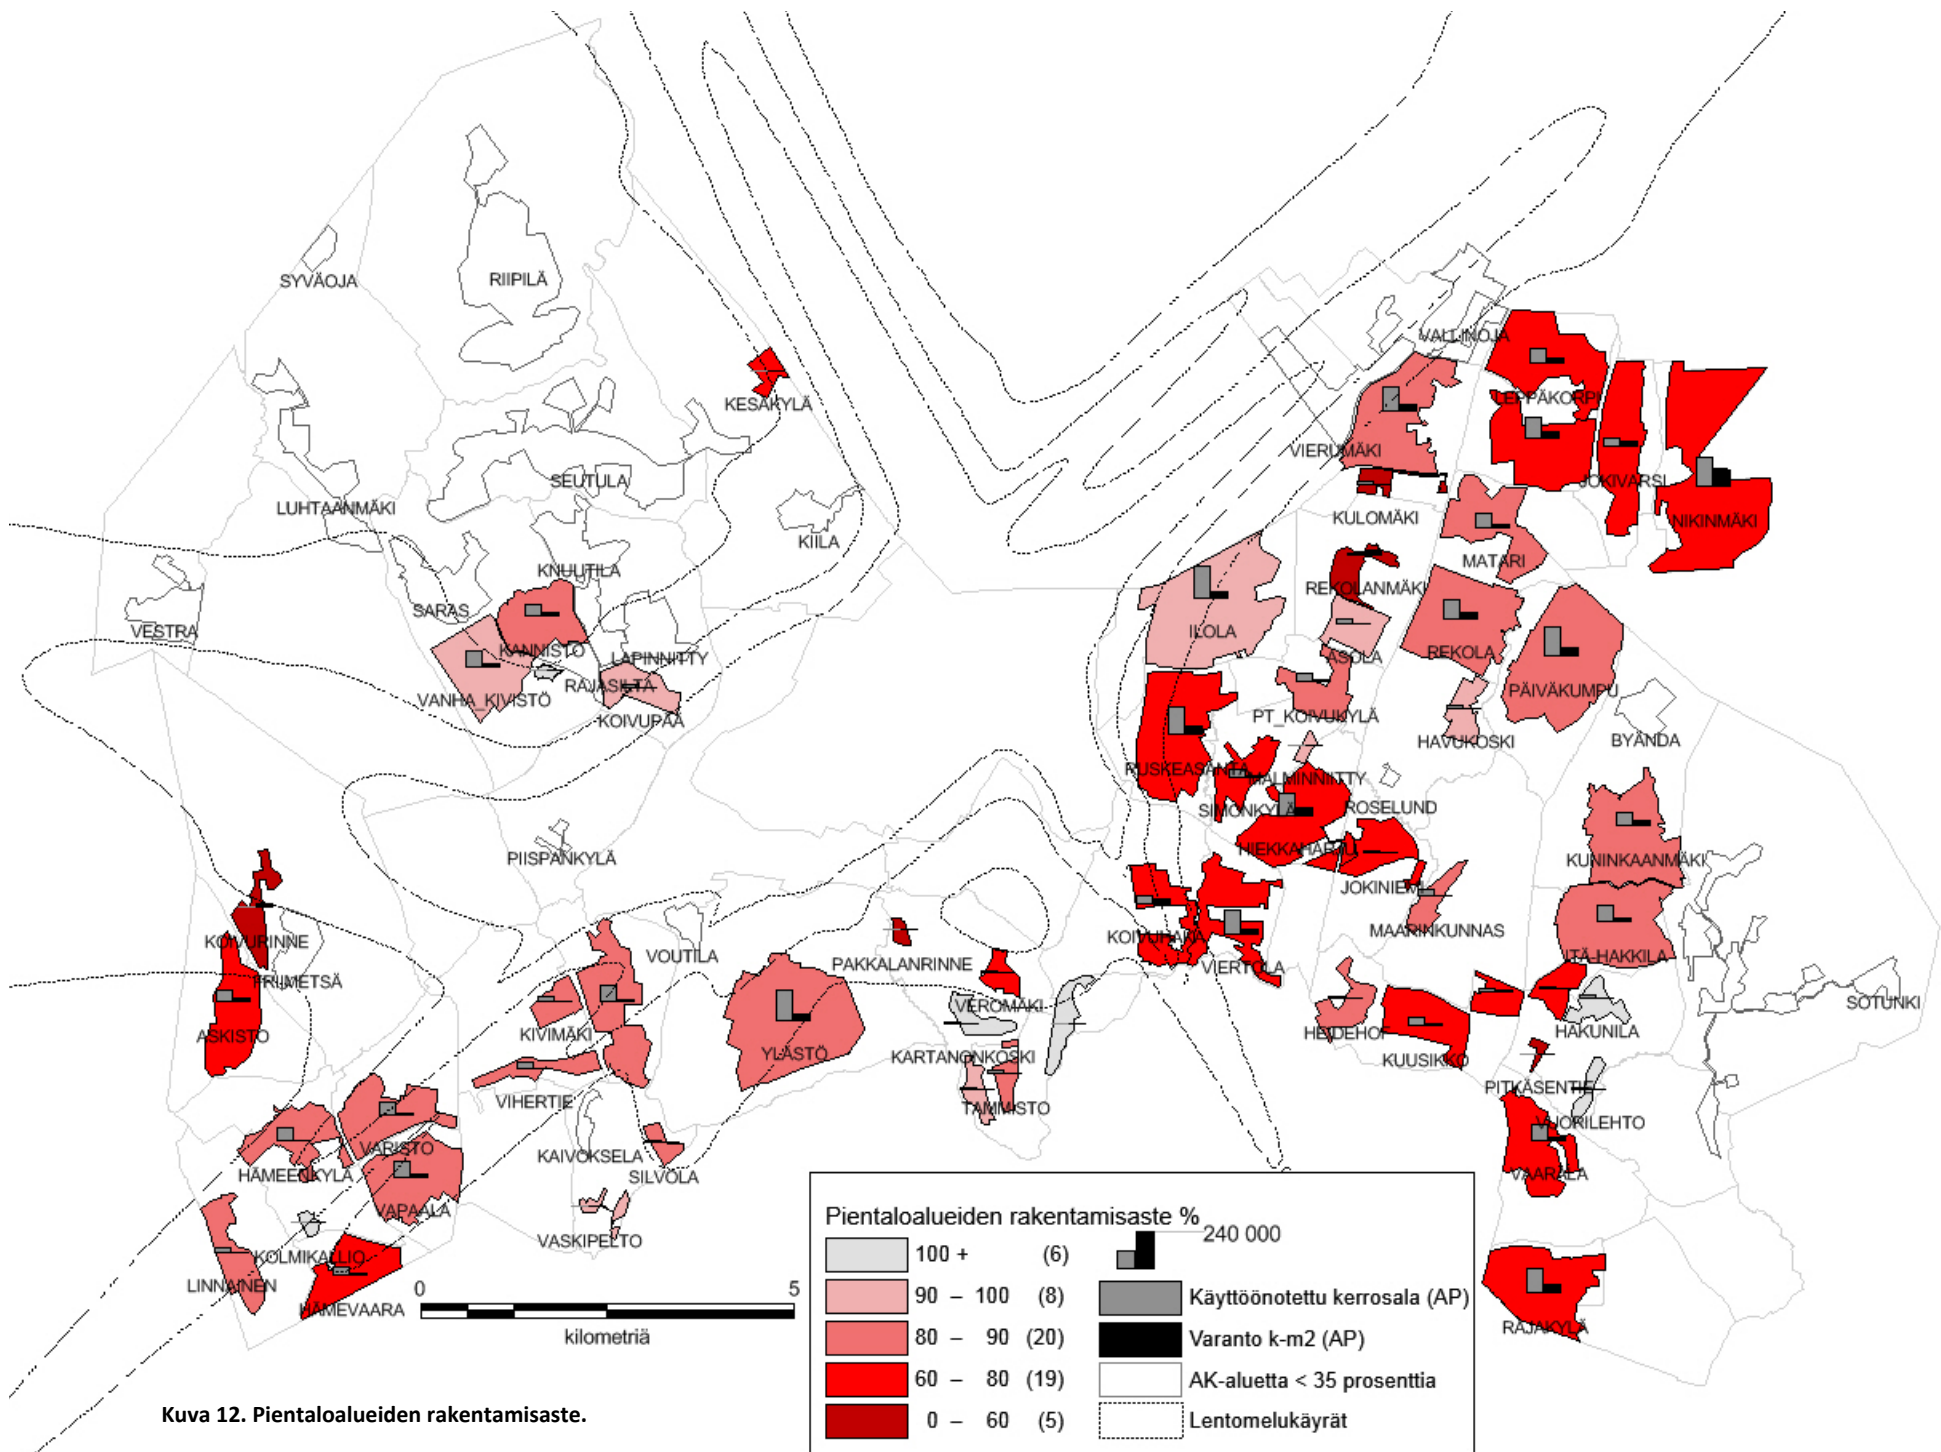 SYVÄOJA
RIIPILÄ
VALLINOJA
KESÄKYLÄ
LEPPÄKORPI
VIERUMÄKI
SEUTULA
JOKIVARSI
LUHTAANMÄKI
KULOMÄKI
NIKINMÄKI
KIILA
MATARI
KNUUTILA
REKOLANMÄKI
SARAS
VESTRA
ILOLA
KANNISTO
LAPINNITTY
ASOLA
REKOLA
RAJASILTA
PÄIVÄKUMPU
VANHA_KIVISTÖ
KOIVUPÄÄ
PT_KOIVUKYLÄ
HAVUKOSKI
BYÄNDA
RUSKEASANTA
MALMINNIITTY
SIMONKYLÄ
ROSELUND
HIEKKAHARJU
PIISPANKYLÄ
KUNINKAANMÄKI
JOKINIEMI
MAARINKUNNAS
KOIVURINNE
KOIVUHAKA
VOUTILA
ITÄ-HAKKILA
PAKKALANRINNE
VIERTOLA
PRIIMETSÄ
VEROMÄKI
SOTUNKI
ASKISTO
KIVIMÄKI
HEIDEHOF
HAKUNILA
YLÄSTÖ
KARTANONKOSKI
KUUSIKKO
PITKÄSENTIE
VIHERTIE
TAMMISTO
VUORILEHTO
VARISTO
KAIVOKSELA
HÄMEENKYLÄ
SILVOLA
VAARALA
VAPAALA
VASKIPELTO
KOLMIKALLIO
LINNAINEN
HÄMEVAARA
RAJAKYLÄ
0 5
kilometriä
Pientaloalueiden rakentamisaste %
240 000
100 + (6)
90 – 100 (8)
Käyttöönotettu kerrosala (AP)
80 – 90 (20)
Varanto k-m2 (AP)
60 – 80 (19)
AK-aluetta < 35 prosenttia
0 – 60 (5)
Lentomelukäyrät
Kuva 12. Pientaloalueiden rakentamisaste.